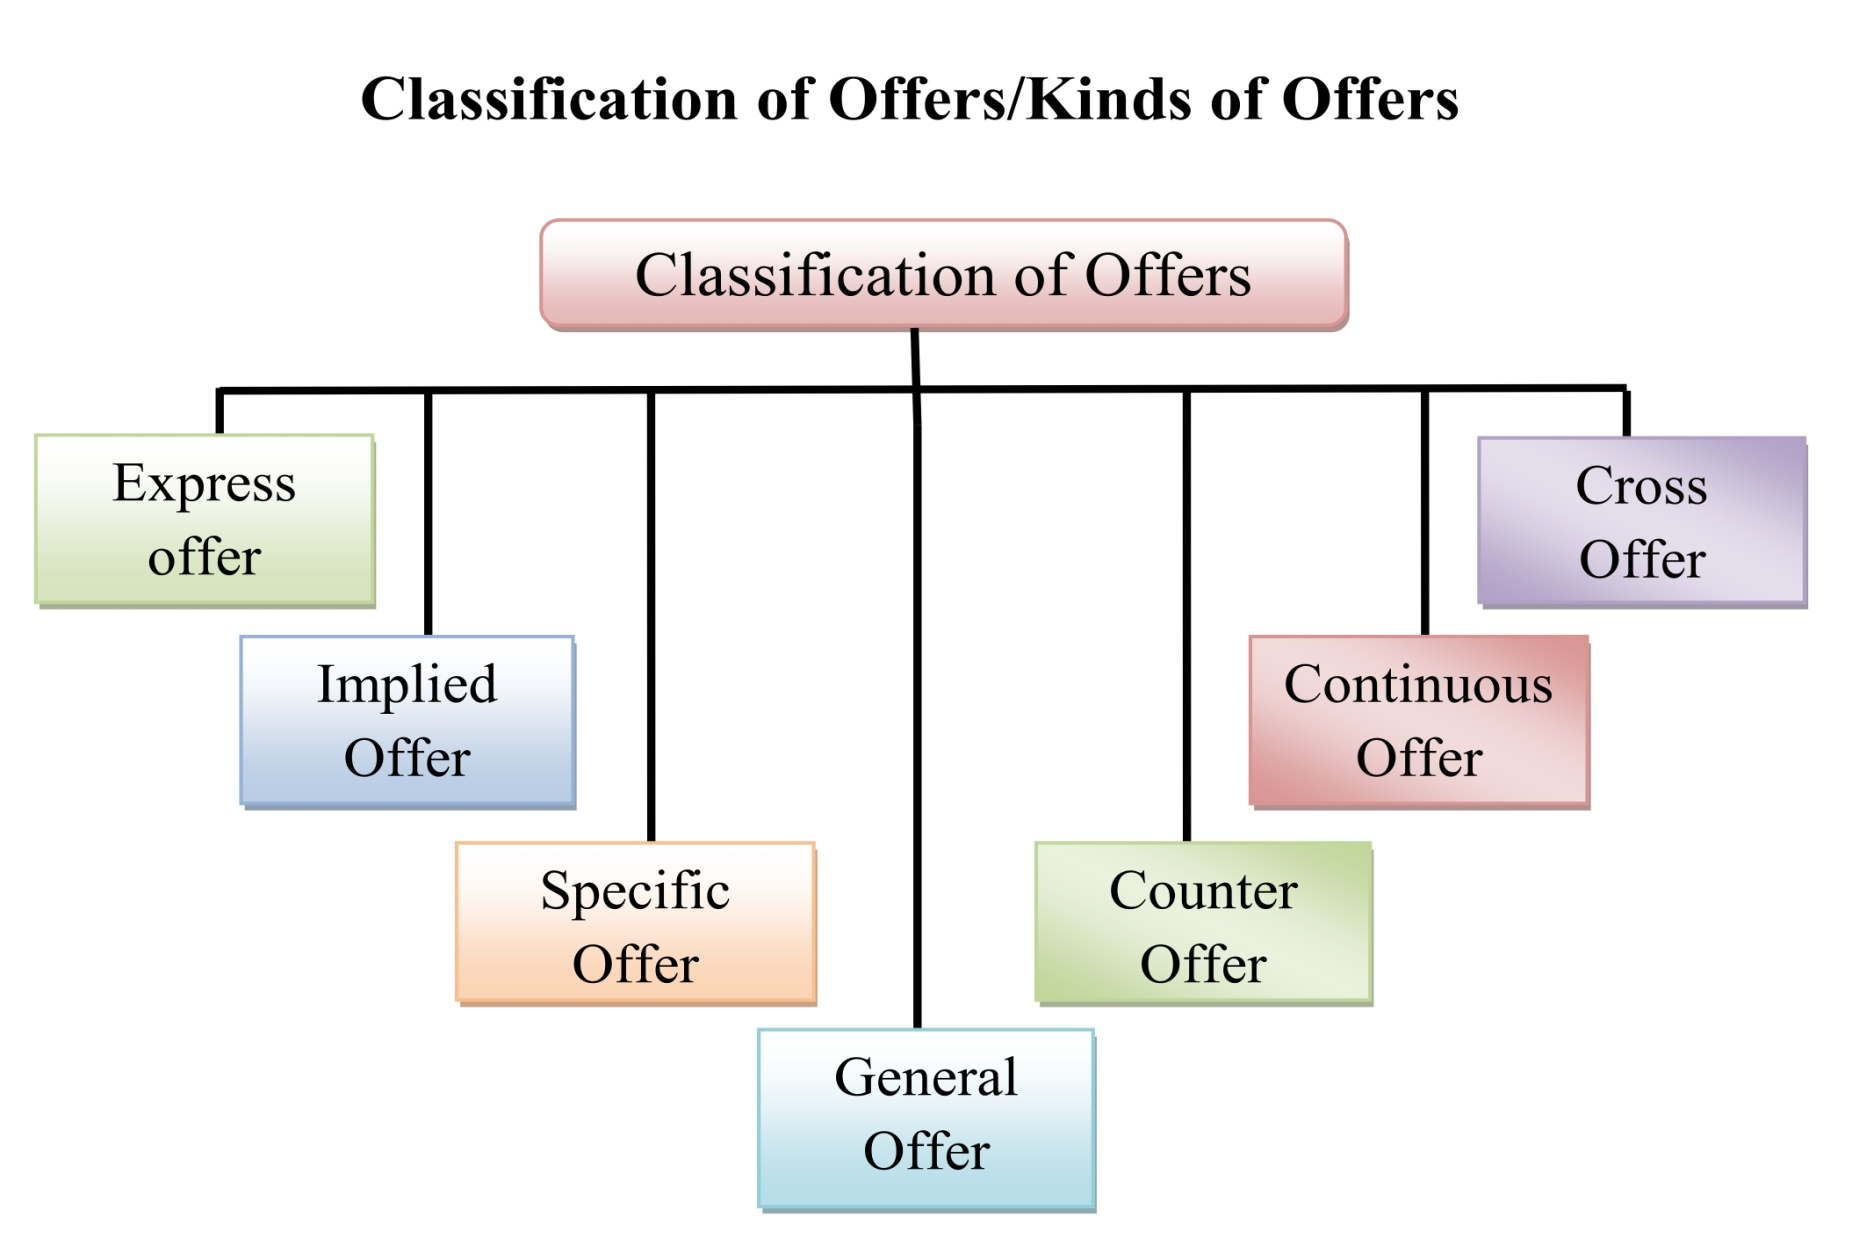 Classification of Offers/Kinds of Offers
Classification of Offers
Express
offer
Implied
Offer
Specific
Offer
General
Offer
Counter
Offer
Continuous
Offer
Cross
Offer